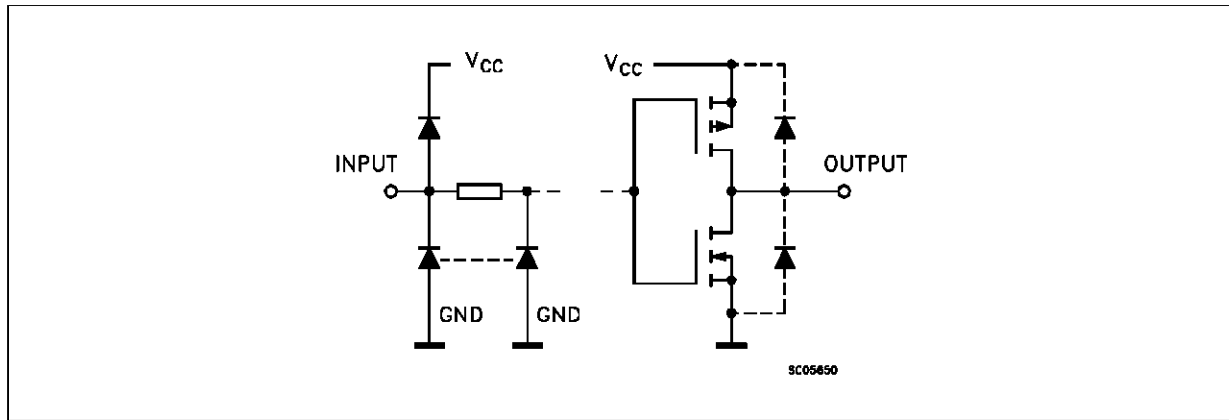 VCC
VCC
INPUT
OUTPUT
GND
GND
SC05650